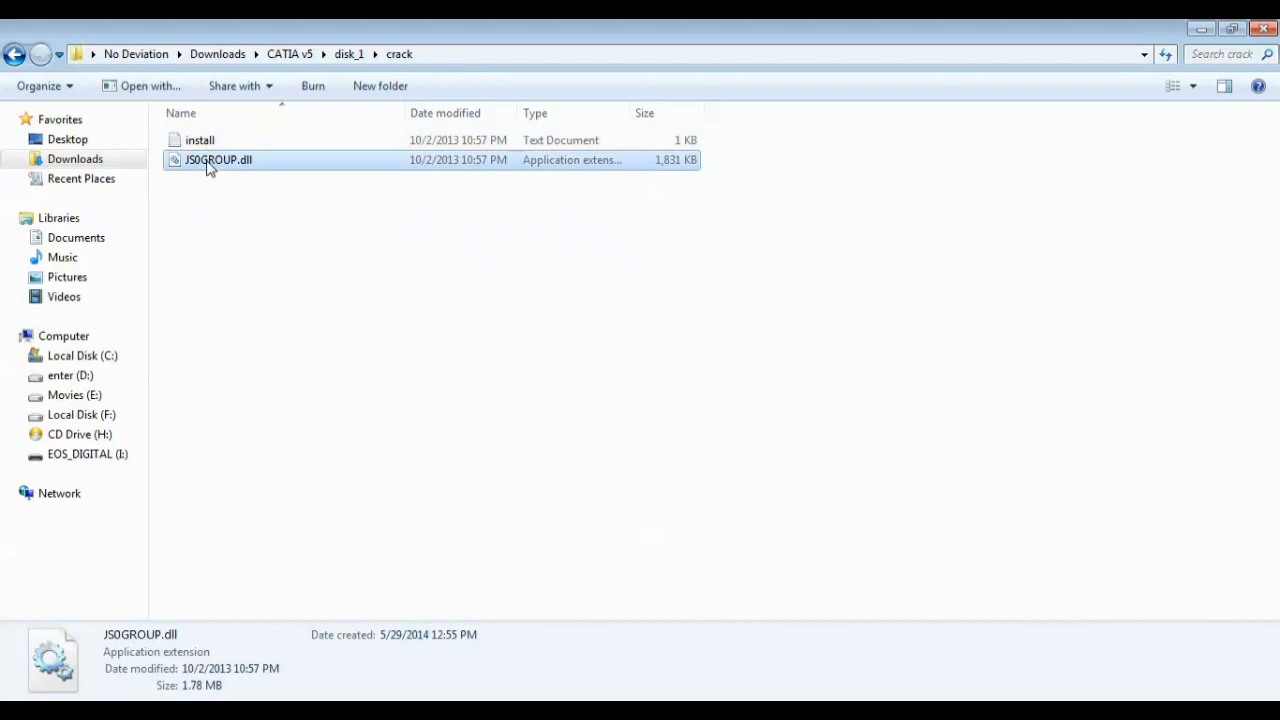 No Deviation Downloads CATIA v5 disk_1 crack Search crack
Organize Open with... Share with Burn New folder
Name Date modified Type Size
install 10/2/2013 10:57 PM Text Document 1 KB
JS0GROUP.dll 10/2/2013 10:57 PM Application extens... 1,831 KB
Favorites
Desktop
Downloads
Recent Places
Libraries
Documents
Music
Pictures
Videos
Computer
Local Disk (C:)
enter (D:)
Movies (E:)
Local Disk (F:)
CD Drive (H:)
EOS_DIGITAL (I:)
Network
JS0GROUP.dll Date created: 5/29/2014 12:55 PM
Application extension
Date modified: 10/2/2013 10:57 PM
Size: 1.78 MB